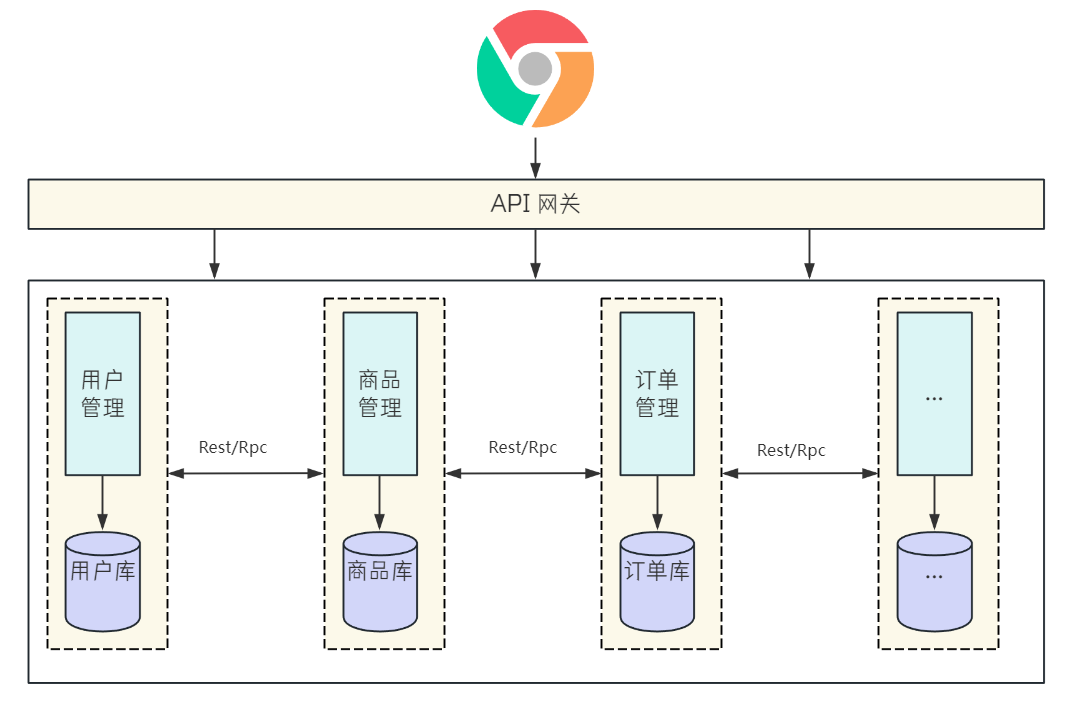 API 网关
用户
管理
商品
管理
订单
管理
...
Rest/Rpc
Rest/Rpc
Rest/Rpc
用户库
商品库
订单库
...